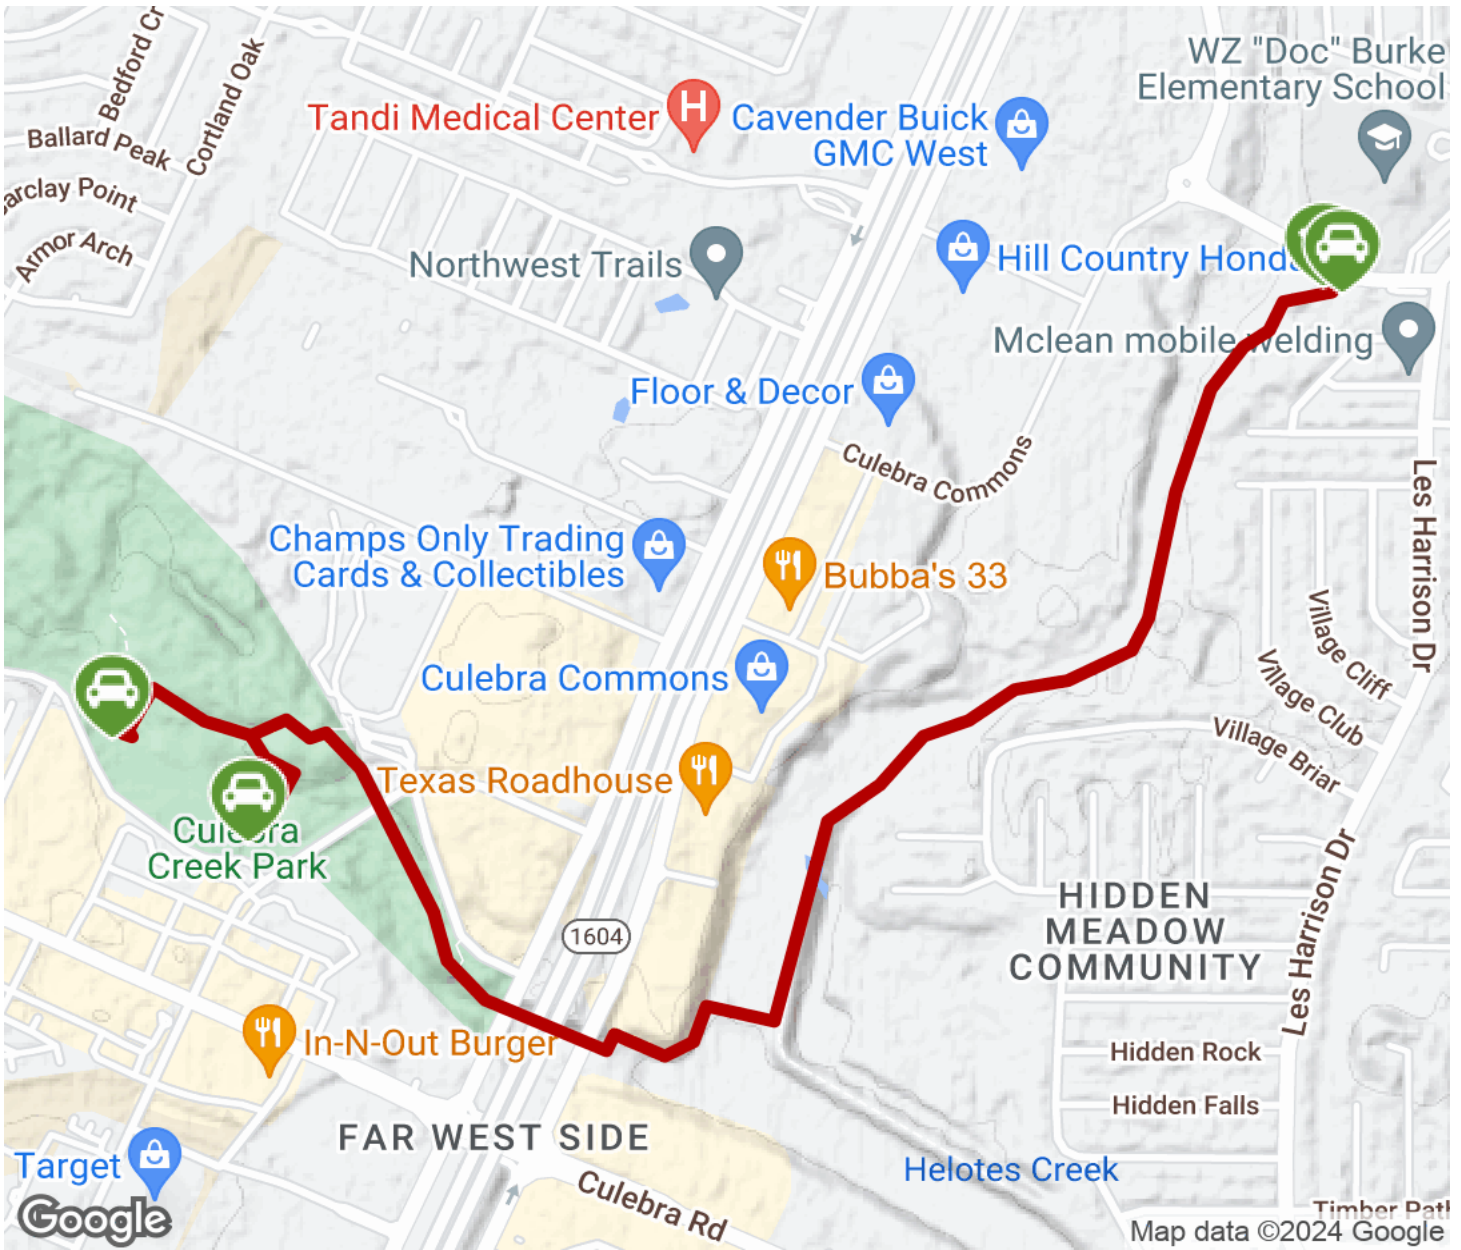 Bedford Cr
Cortland Oak
Ballard Peak
arclay Point
Armor Arch
Tandi Medical Center
H
Cavender Buick
GMC West
WZ "Doc" Burke
Elementary School
Northwest Trails
Hill Country Honda
Mclean mobile welding
Floor & Decor
Culebra Commons
Les Harrison Dr
Champs Only Trading
Cards & Collectibles
Bubba's 33
Village Cliff
Village Club
Village Briar
Culebra Commons
Texas Roadhouse
Culebra
Creek Park
HIDDEN
MEADOW
COMMUNITY
Les Harrison Dr
1604
In-N-Out Burger
Hidden Rock
Hidden Falls
FAR WEST SIDE
Target
Helotes Creek
Culebra Rd
Timber Path
Google
Map data ©2024 Google